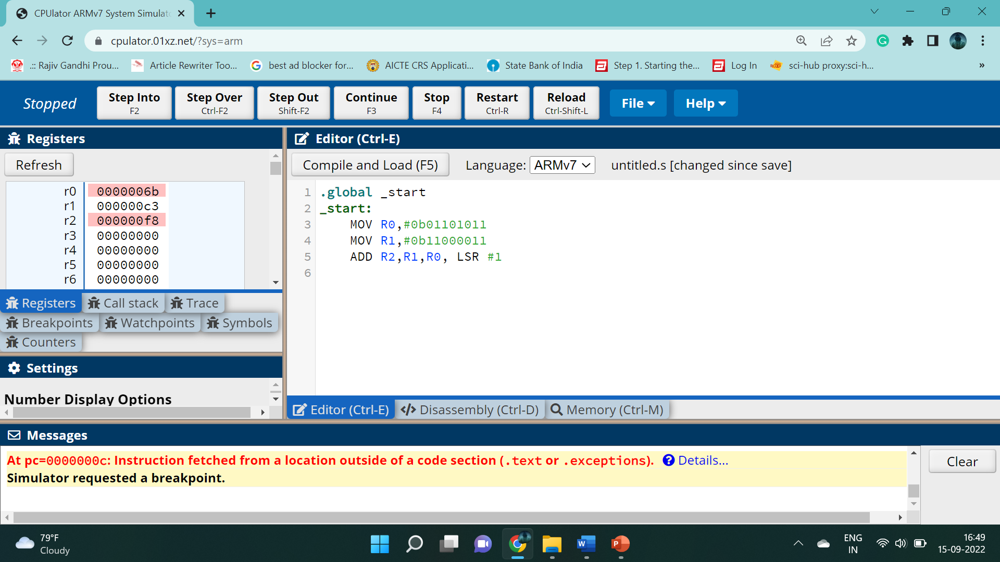 CPUlator ARMv7 System Simulat
cpulator.01xz.net/?sys=arm
.:: Rajiv Gandhi Prou...
Article Rewriter Too...
best ad blocker for...
AICTE CRS Applicati...
State Bank of India
Step 1. Starting the...
Log In
sci-hub proxy:sci-h...
»
Stopped
Step Into
F2
Step Over
Ctrl-F2
Step Out
Shift-F2
Continue
F3
Stop
F4
Restart
Ctrl-R
Reload
Ctrl-Shift-L
File
Help
Registers
Refresh
r0 0000006b
r1 000000c3
r2 000000f8
r3 00000000
r4 00000000
r5 00000000
r6 00000000
Registers
Call stack
Trace
Breakpoints
Watchpoints
Symbols
Counters
Settings
Number Display Options
Editor (Ctrl-E)
Compile and Load (F5)
Language: ARMv7
untitled.s [changed since save]
1 .global _start
2 _start:
3 MOV R0,#0b01101011
4 MOV R1,#0b11000011
5 ADD R2,R1,R0, LSR #1
6
Editor (Ctrl-E)
Disassembly (Ctrl-D)
Memory (Ctrl-M)
Messages
At pc=0000000c: Instruction fetched from a location outside of a code section (.text or .exceptions). Details...
Simulator requested a breakpoint.
Clear
79°F
Cloudy
ENG
IN
16:49
15-09-2022